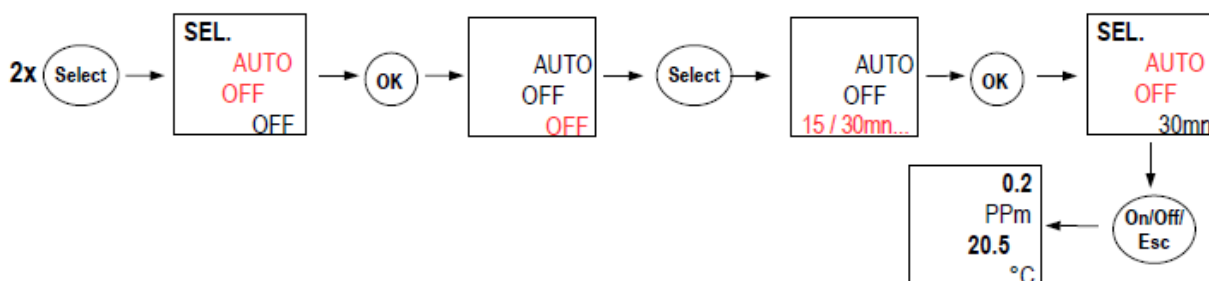 2x
Select
SEL.
AUTO
OFF
OFF
OK
AUTO
OFF
OFF
Select
AUTO
OFF
15 / 30mn...
OK
SEL.
AUTO
OFF
30mn
On/Off/
Esc
0.2
PPm
20.5
°C